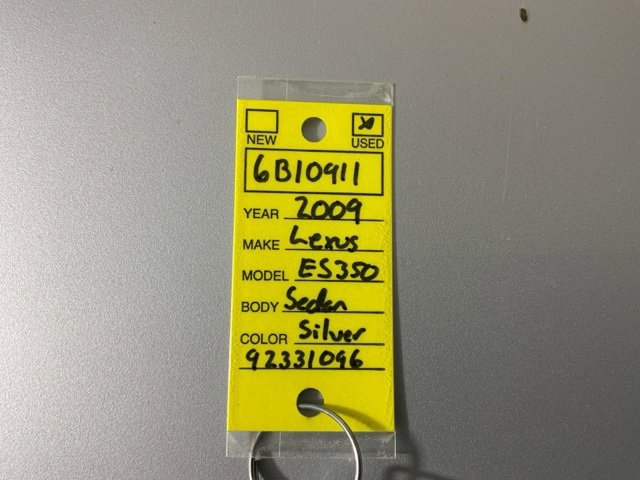 NEW USED
6B10911
YEAR 2009
MAKE Lexus
MODEL ES350
BODY Sedan
COLOR Silver
92331096